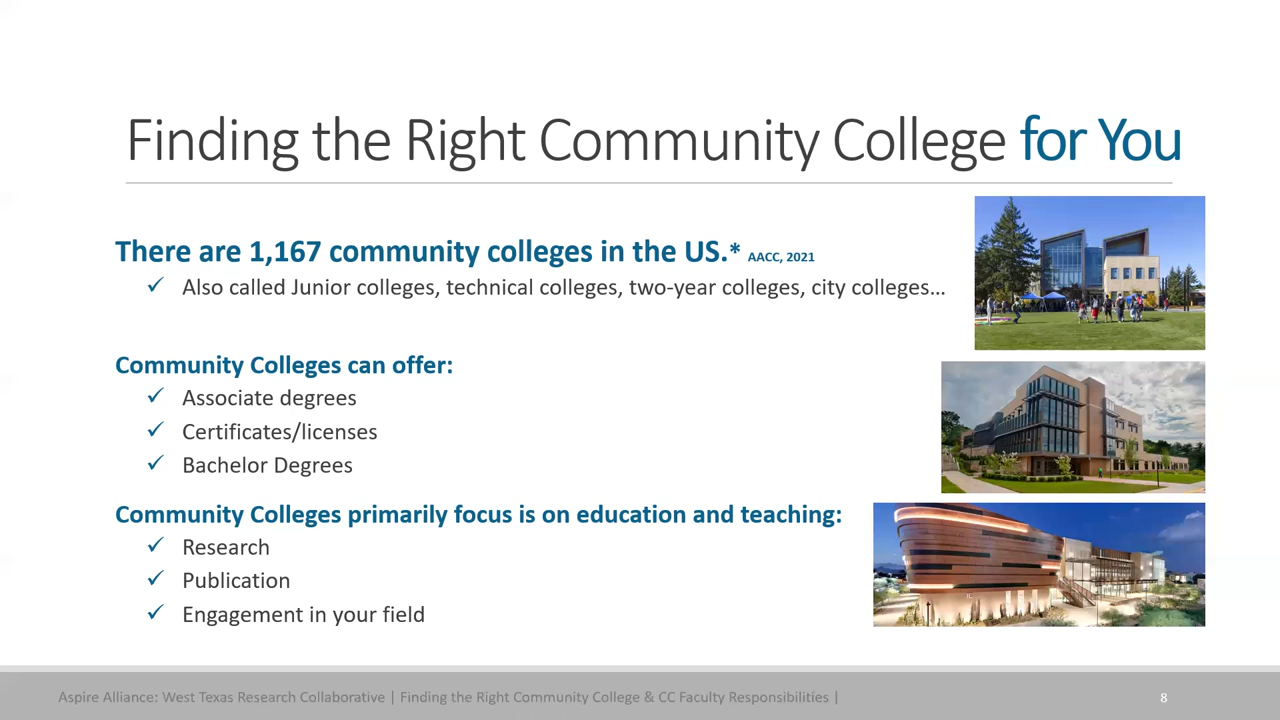 Finding the Right Community College for You
There are 1,167 community colleges in the US.* AACC, 2021
✓ Also called Junior colleges, technical colleges, two-year colleges, city colleges…
Community Colleges can offer:
✓ Associate degrees
✓ Certificates/licenses
✓ Bachelor Degrees
Community Colleges primarily focus is on education and teaching:
✓ Research
✓ Publication
✓ Engagement in your field
Aspire Alliance: West Texas Research Collaborative | Finding the Right Community College & CC Faculty Responsibilities | 8